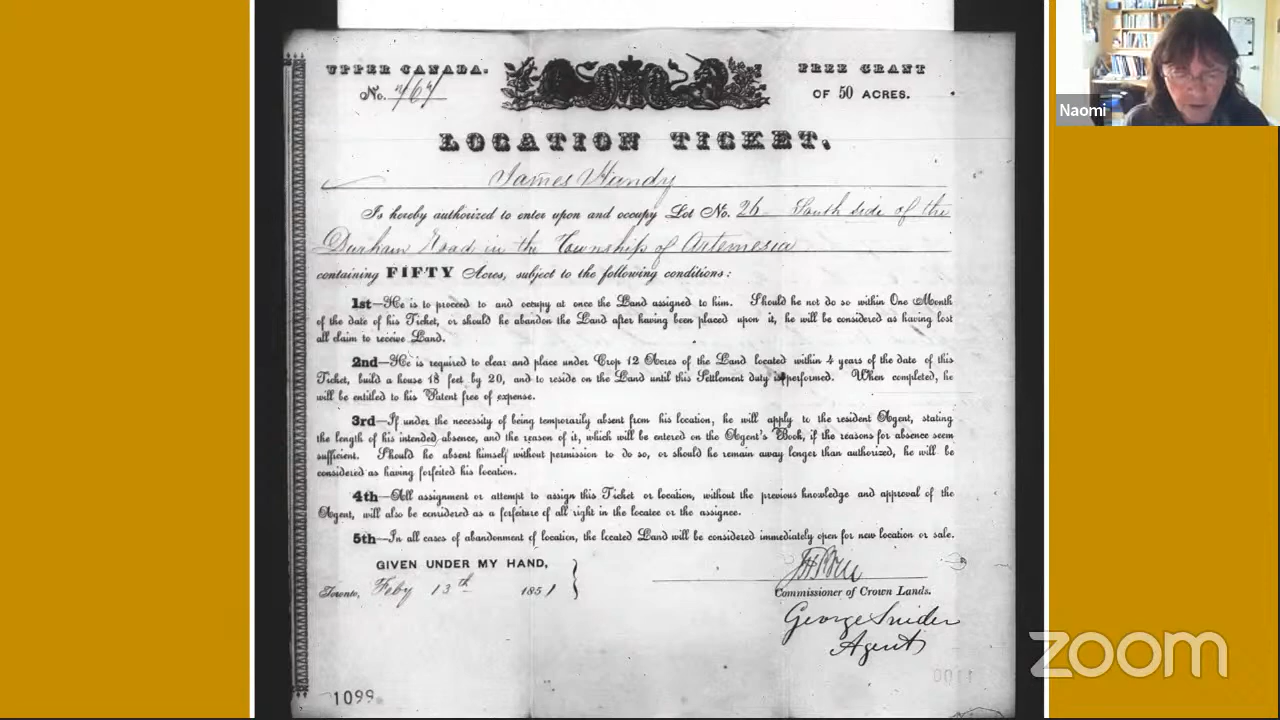 UPPER CANADA.
FREE GRANT
No.
OF 50 ACRES.
LOCATION TICKET.
James Handy
Is hereby authorized to enter upon and occupy Lot No. 26 South side of the
Durham Road in the Township of Artemesia
containing FIFTY Acres, subject to the following conditions:
1st—He is to proceed to and occupy at once the Land assigned to him. Should he not do so within One Month
of the date of his Ticket, or should he abandon the Land after having been placed upon it, he will be considered as having lost
all claim to receive Land.
2nd—He is required to clear and place under Crop 12 Acres of the Land located within 4 years of the date of this
Ticket, build a house 18 feet by 20, and to reside on the Land until this Settlement duty is performed. When completed, he
will be entitled to his Patent free of expense.
3rd—If under the necessity of being temporarily absent from his location, he will apply to the resident Agent, stating
the length of his intended absence, and the reason of it, which will be entered on the Agent's Book, if the reasons for absence seem
sufficient. Should he absent himself without permission to do so, or should he remain away longer than authorized, he will be
considered as having forfeited his location.
4th—All assignment or attempt to assign this Ticket or location, without the previous knowledge and approval of the
Agent, will also be considered as a forfeiture of all right in the locatee or the assignee.
5th—In all cases of abandonment of location, the located Land will be considered immediately open for new location or sale.
GIVEN UNDER MY HAND,
Toronto, Feby 13th 1851
Commissioner of Crown Lands.
George Snider
Agent
1099
Naomi
zoom